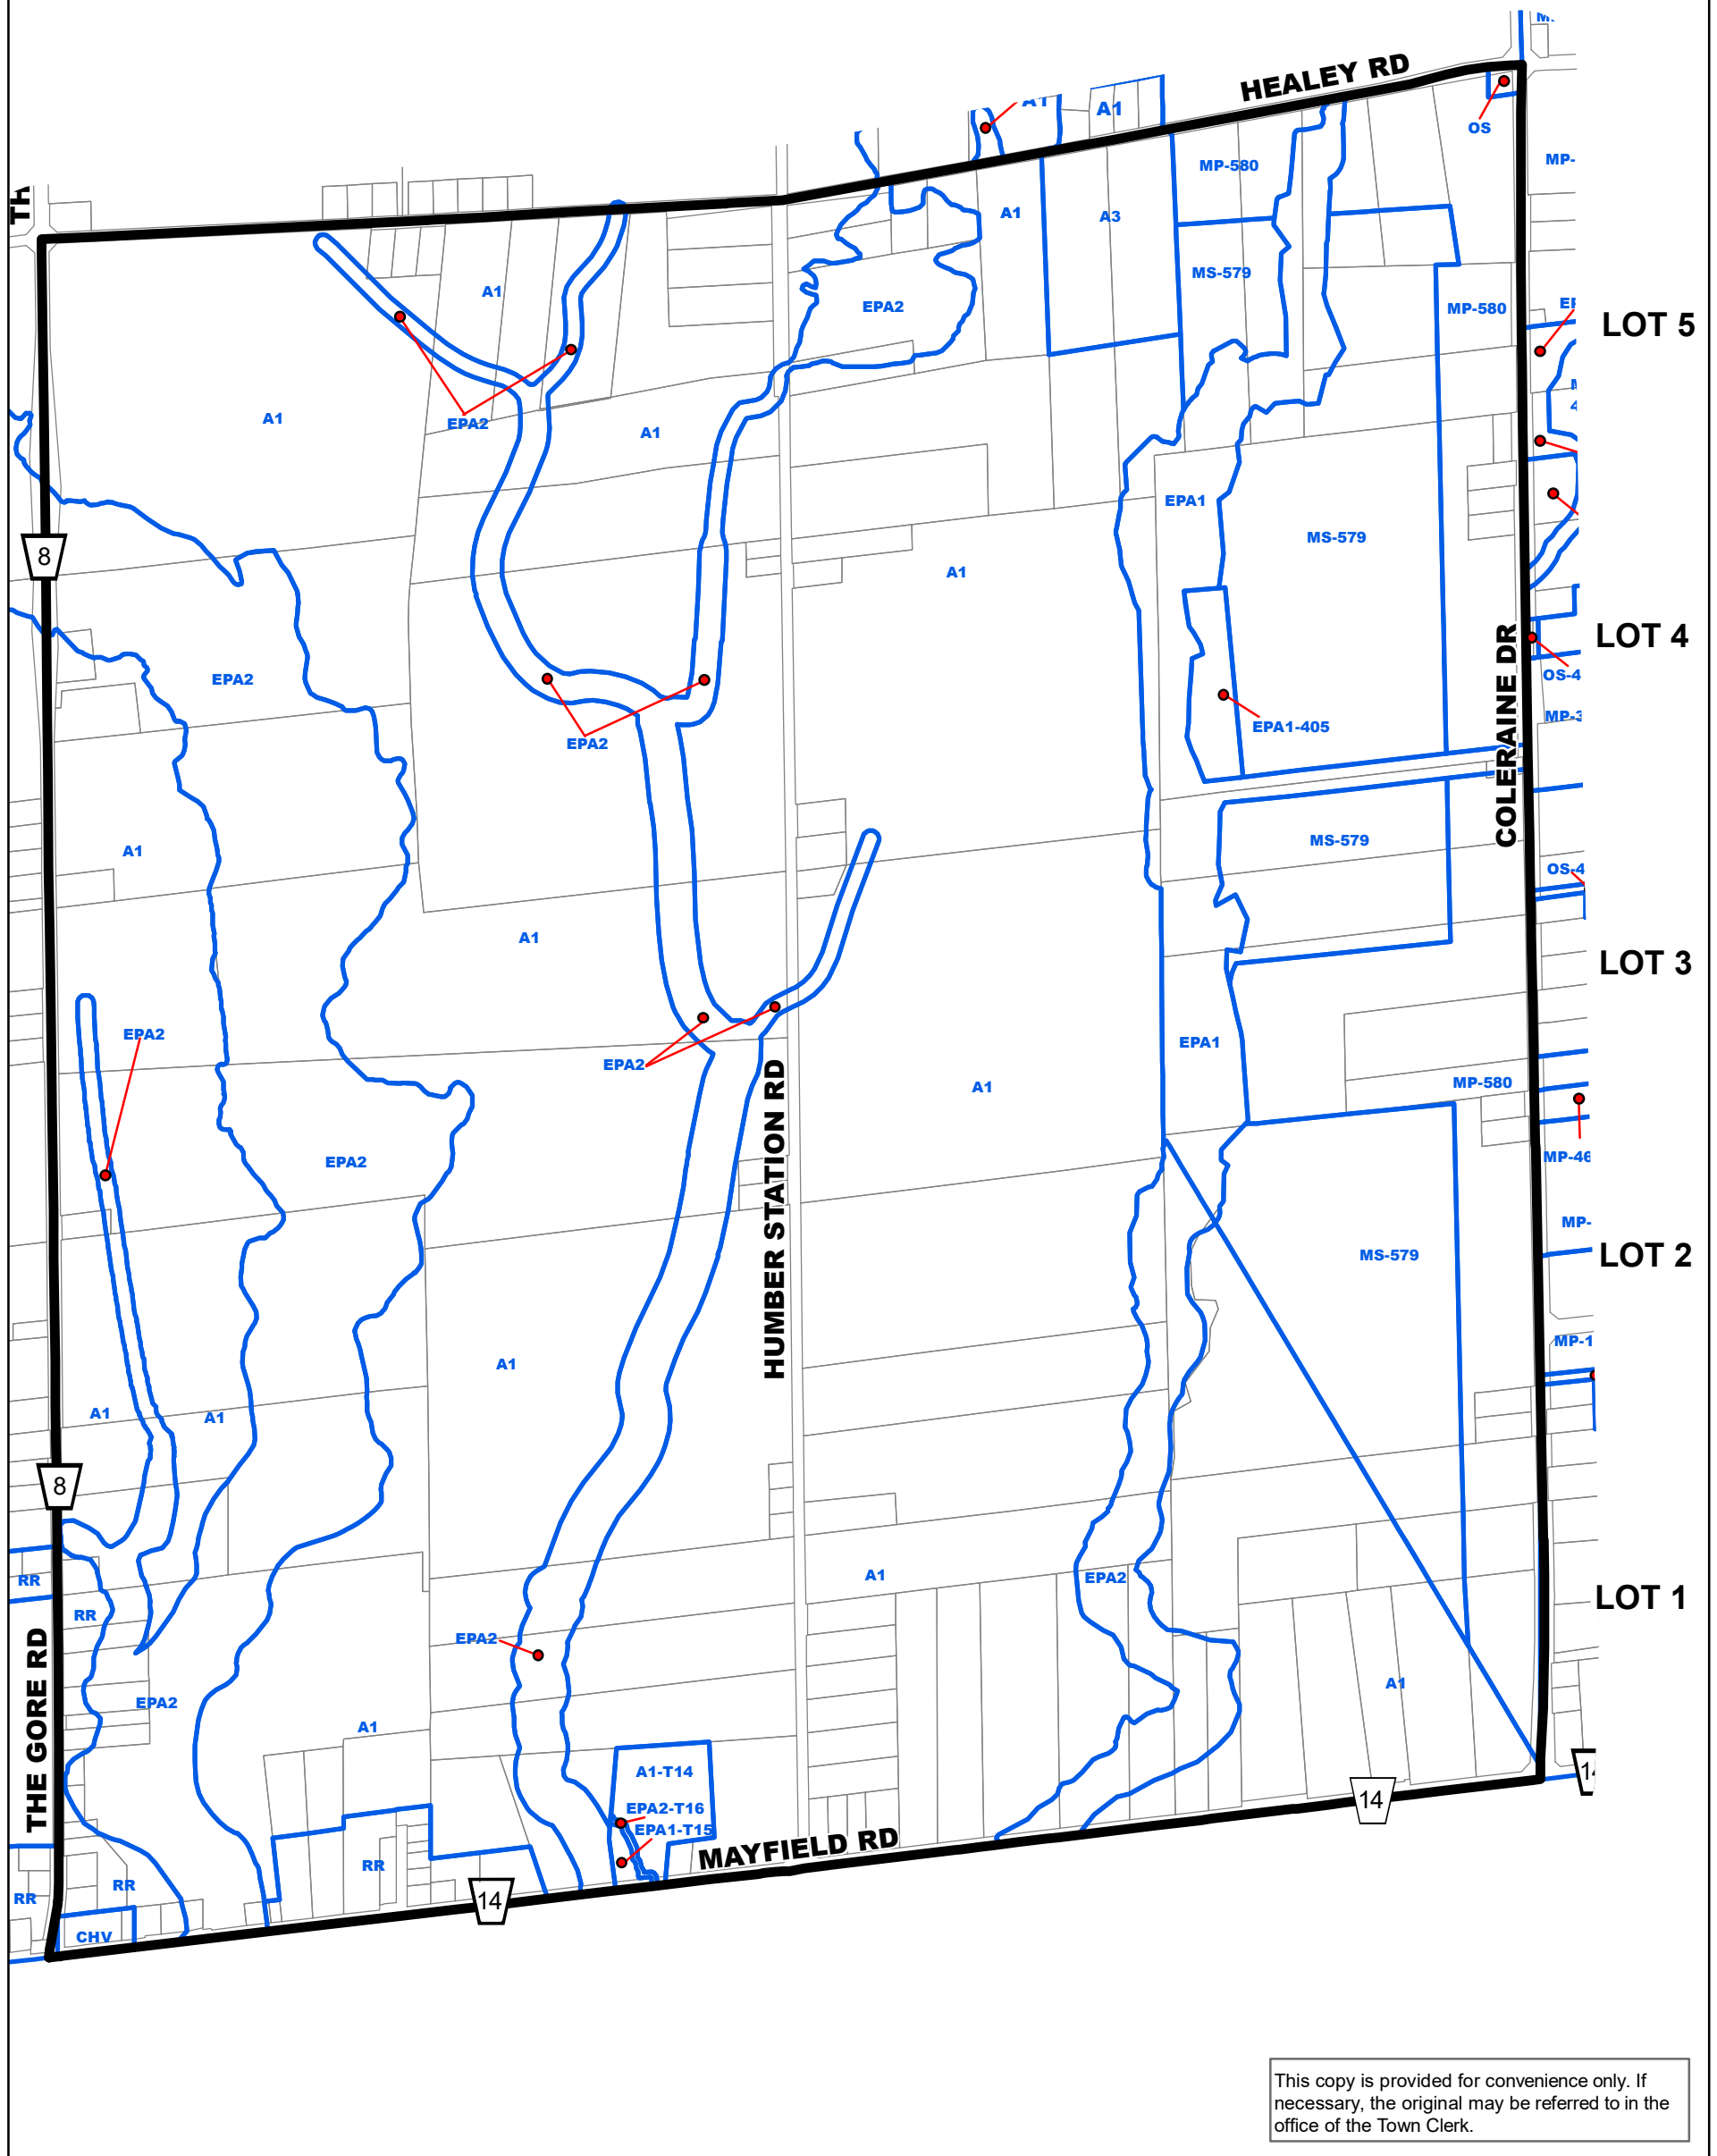 HEALEY RD
A1
OS
MP-580
A1
A3
MS-579
A1
EPA2
MP-580
LOT 5
A1
EPA2
A1
EPA1
MS-579
8
A1
LOT 4
EPA2
COLERAINE DR
EPA1-405
EPA2
MS-579
A1
A1
LOT 3
EPA2
EPA1
EPA2
HUMBER STATION RD
A1
MP-580
EPA2
MS-579
LOT 2
A1
A1
A1
8
RR
A1
EPA2
LOT 1
RR
EPA2
THE GORE RD
EPA2
A1
A1
A1-T14
14
EPA2-T16
EPA1-T15
MAYFIELD RD
RR
RR
RR
14
CHV
This copy is provided for convenience only. If
necessary, the original may be referred to in the
office of the Town Clerk.